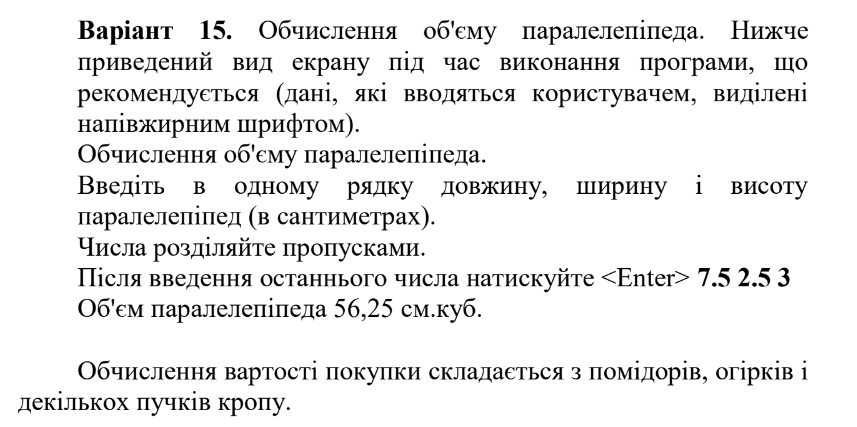 Варіант 15. Обчислення об'єму паралелепіпеда. Нижче
приведений вид екрану під час виконання програми, що
рекомендується (дані, які вводяться користувачем, виділені
напівжирним шрифтом).
Обчислення об'єму паралелепіпеда.
Введіть в одному рядку довжину, ширину і висоту
паралелепіпед (в сантиметрах).
Числа розділяйте пропусками.
Після введення останнього числа натискуйте <Enter> 7.5 2.5 3
Об'єм паралелепіпеда 56,25 см.куб.
Обчислення вартості покупки складається з помідорів, огірків і
декількох пучків кропу.